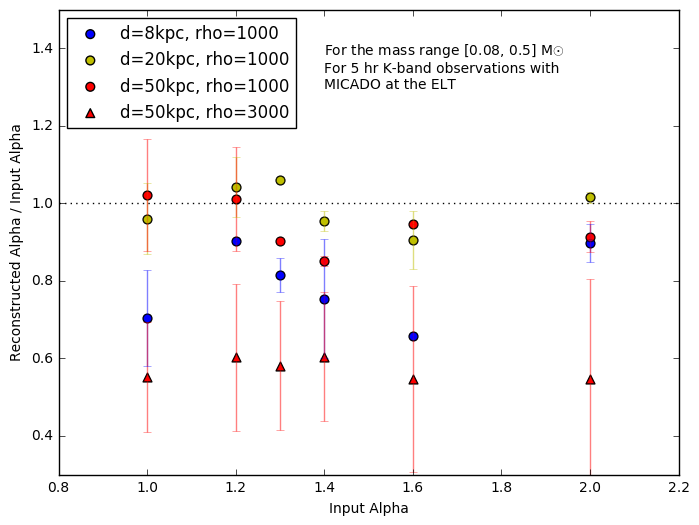 d=8kpc, rho=1000
d=20kpc, rho=1000
d=50kpc, rho=1000
d=50kpc, rho=3000
For the mass range [0.08, 0.5] M☉
For 5 hr K-band observations with
MICADO at the ELT
Reconstructed Alpha / Input Alpha
1.4
1.2
1.0
0.8
0.6
0.4
0.8
1.0
1.2
1.4
1.6
1.8
2.0
2.2
Input Alpha